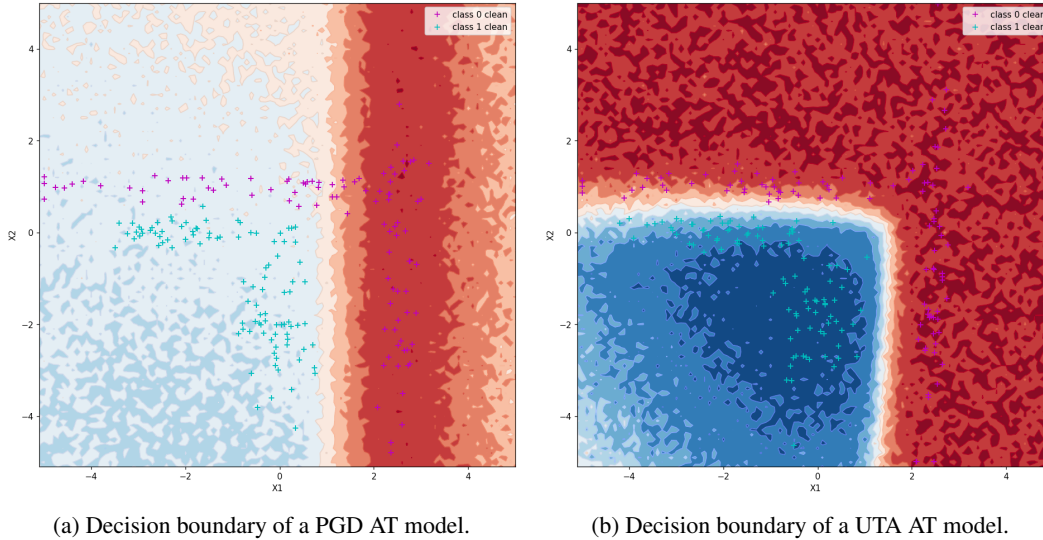 class 0 clean
class 1 clean
4
2
0
−2
−4
X2
−4
−2
0
2
4
X1
class 0 clean
class 1 clean
4
2
0
−2
−4
X2
−4
−2
0
2
4
X1
(a) Decision boundary of a PGD AT model.
(b) Decision boundary of a UTA AT model.